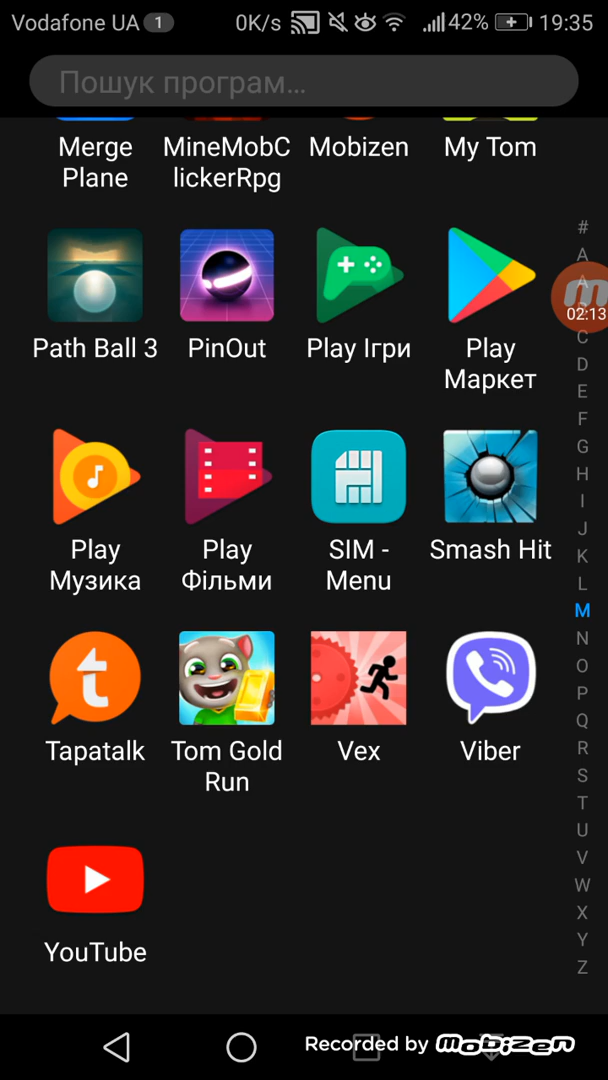 Vodafone UA 1 0K/s 42% 19:35
Пошук програм...
Merge Plane
MineMobC
lickerRpg
Mobizen
My Tom
Path Ball 3
PinOut
Play Ігри
Play
Маркет
Play
Музика
Play
Фільми
SIM -
Menu
Smash Hit
Tapatalk
Tom Gold
Run
Vex
Viber
YouTube
#
A
A
C
D
E
F
G
H
I
J
K
L
M
N
O
P
Q
R
S
T
U
V
W
X
Y
Z
02:13
Recorded by mobizen